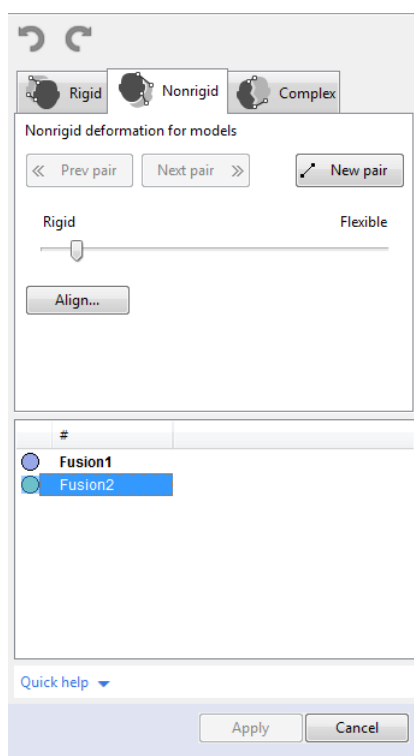 Rigid Nonrigid Complex
Nonrigid deformation for models
« Prev pair Next pair » New pair
Rigid Flexible
Align...
#
Fusion1
Fusion2
Quick help
Apply Cancel